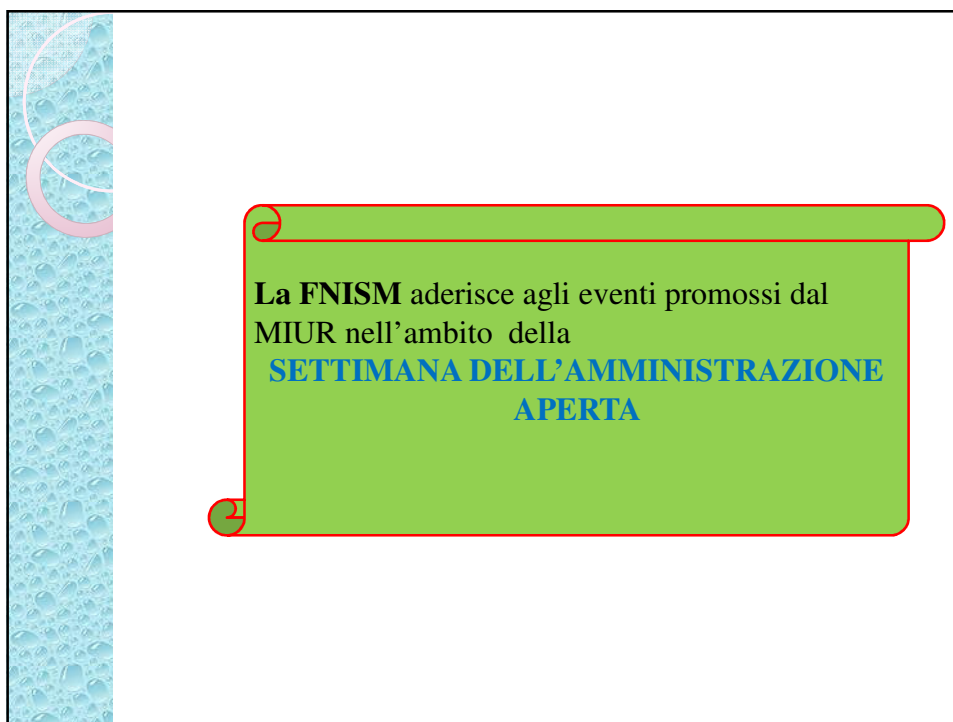 La FNISM aderisce agli eventi promossi dal
MIUR nell’ambito  della
SETTIMANA DELL’AMMINISTRAZIONE
APERTA